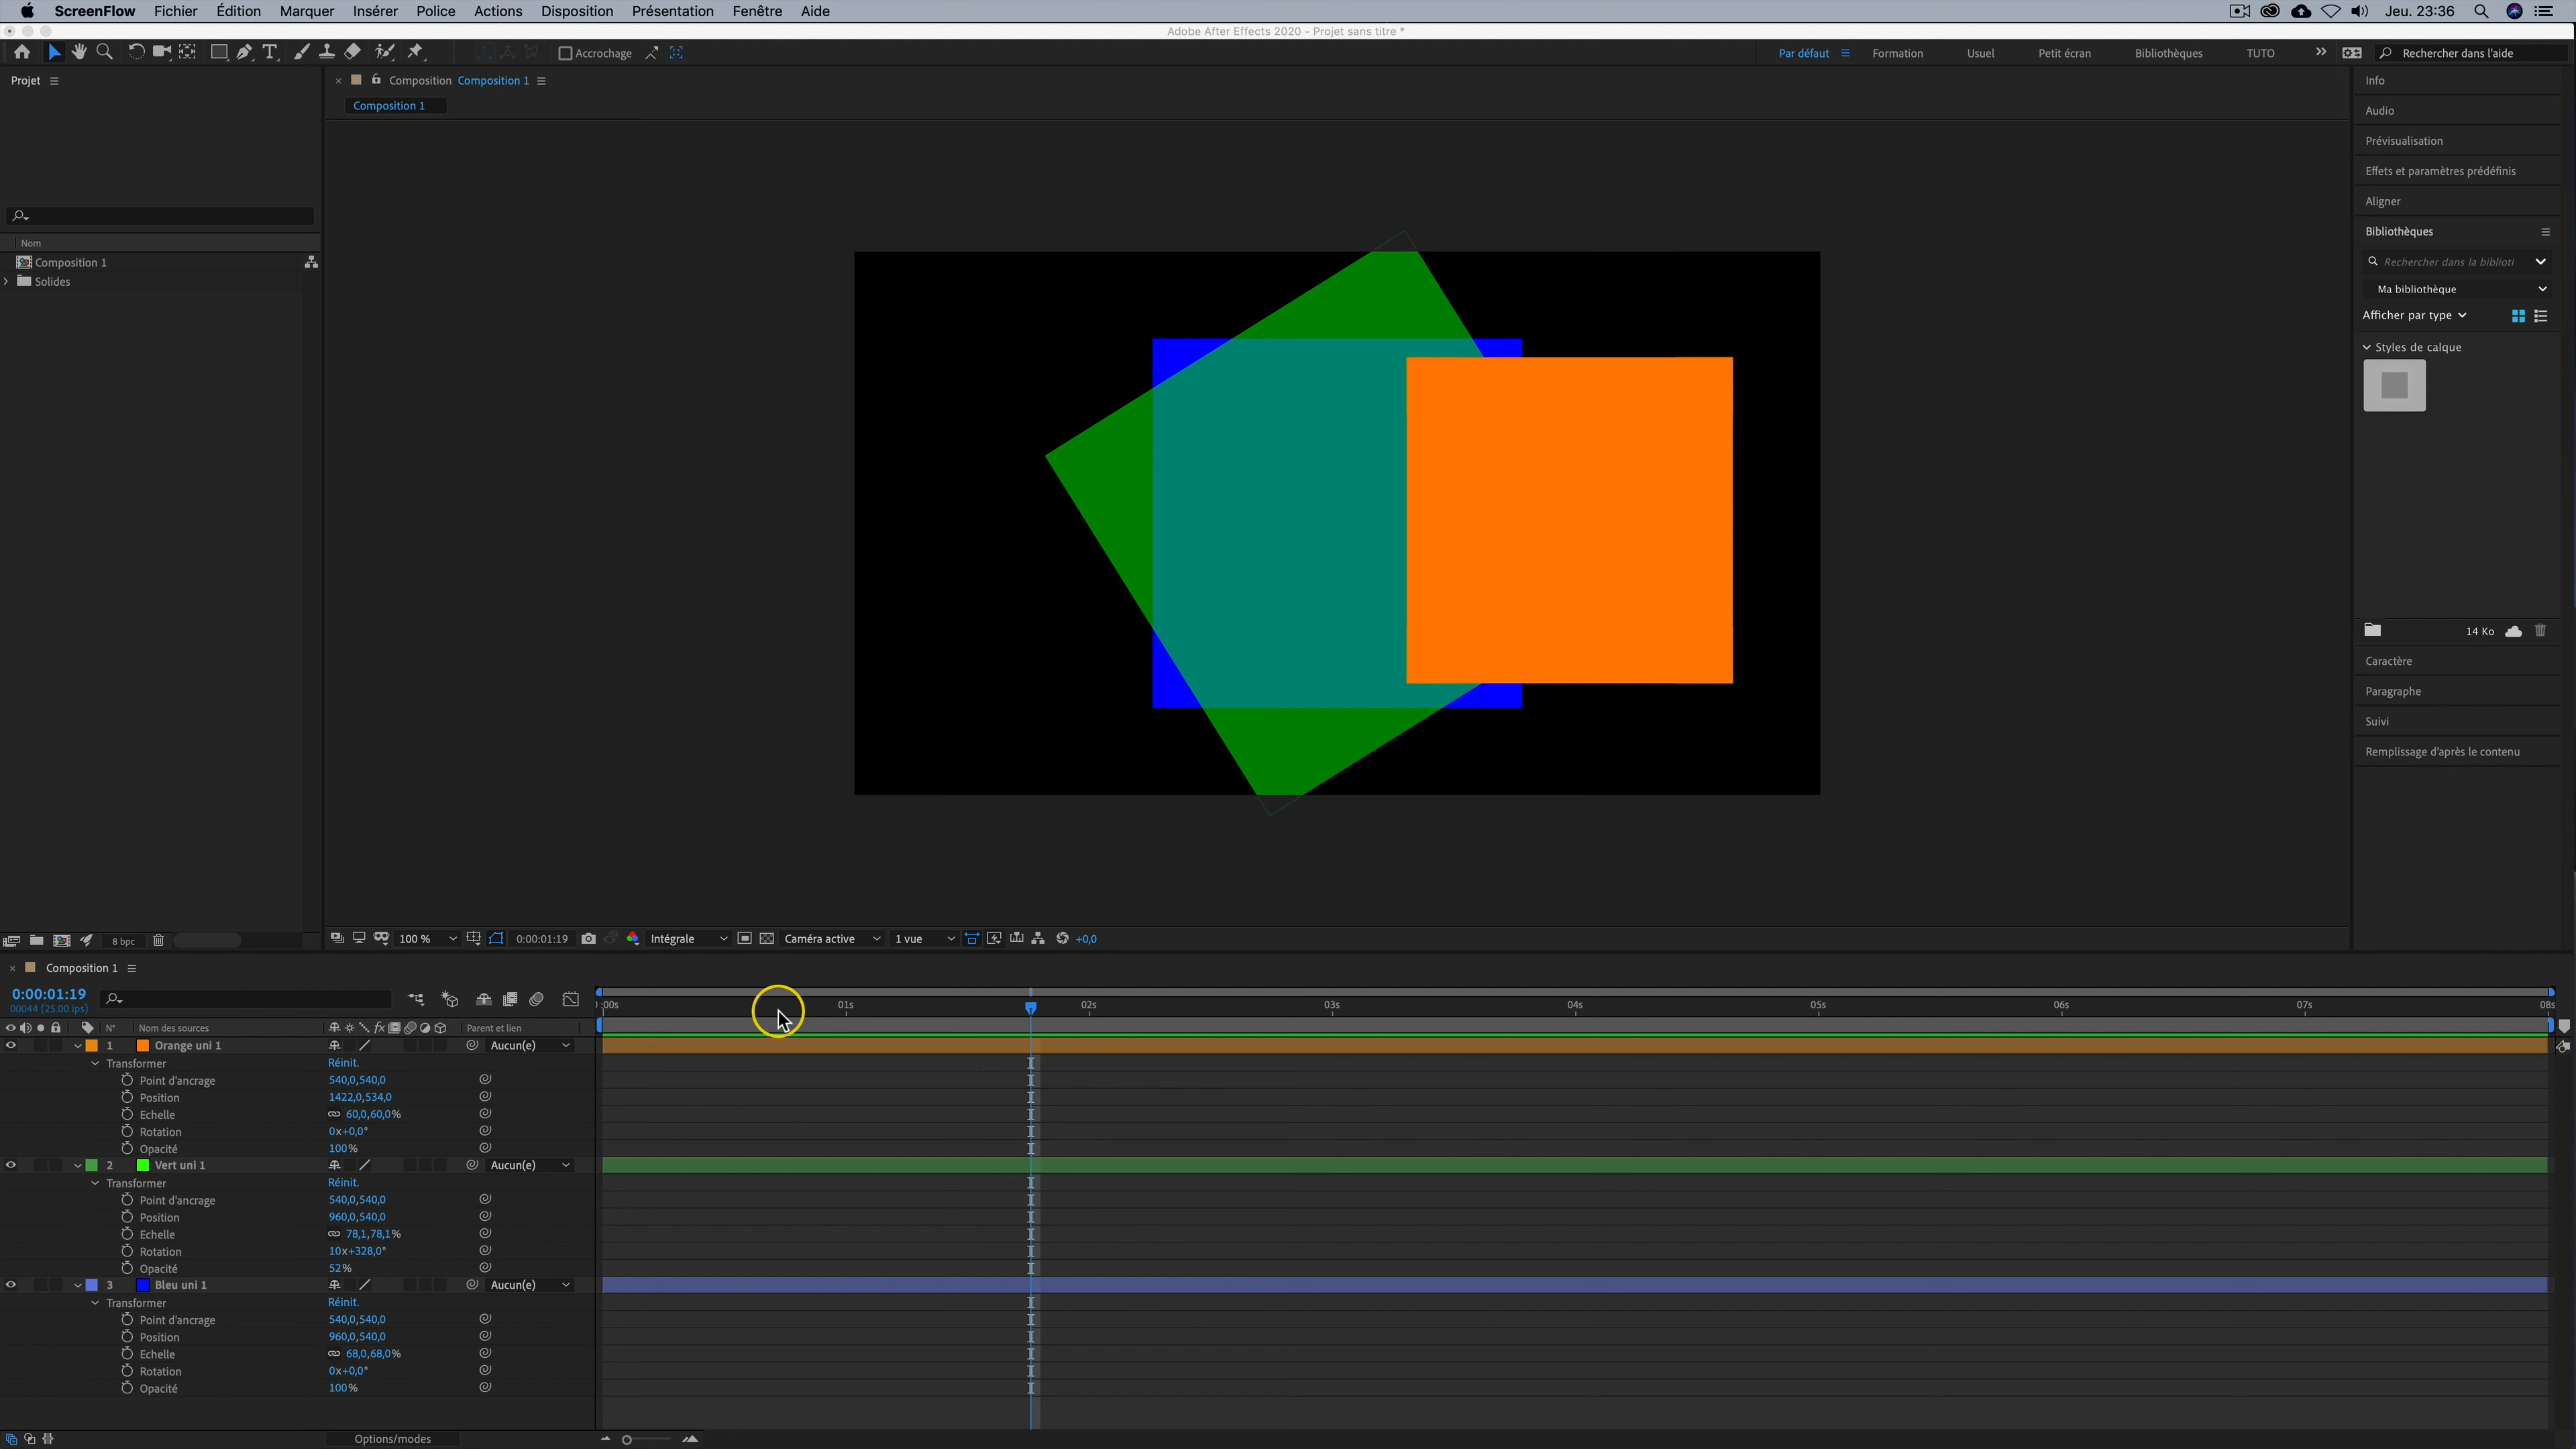 ScreenFlow Fichier Édition Marquer Insérer Police Actions Disposition Présentation Fenêtre Aide Jeu. 23:36
Adobe After Effects 2020 - Projet sans titre *
Accrochage Par défaut Formation Usuel Petit écran Bibliothèques TUTO Rechercher dans l'aide
Projet
Composition Composition 1
Composition 1
Nom
Composition 1
Solides
Info
Audio
Prévisualisation
Effets et paramètres prédéfinis
Aligner
Bibliothèques
Rechercher dans la biblioti
Ma bibliothèque
Afficher par type
Styles de calque
14 Ko
Caractère
Paragraphe
Suivi
Remplissage d'après le contenu
8 bpc
100 % 0:00:01:19 Intégrale Caméra active 1 vue +0,0
Composition 1
0:00:01:19
00044 (25.00 ips)
:00s 01s 02s 03s 04s 05s 06s 07s 08s
N° Nom des sources Parent et lien
1 Orange uni 1 Aucun(e)
Transformer Réinit.
Point d'ancrage 540,0,540,0
Position 1422,0,534,0
Echelle 60,0,60,0%
Rotation 0x+0,0°
Opacité 100%
2 Vert uni 1 Aucun(e)
Transformer Réinit.
Point d'ancrage 540,0,540,0
Position 960,0,540,0
Echelle 78,1,78,1%
Rotation 10x+328,0°
Opacité 52%
3 Bleu uni 1 Aucun(e)
Transformer Réinit.
Point d'ancrage 540,0,540,0
Position 960,0,540,0
Echelle 68,0,68,0%
Rotation 0x+0,0°
Opacité 100%
Options/modes